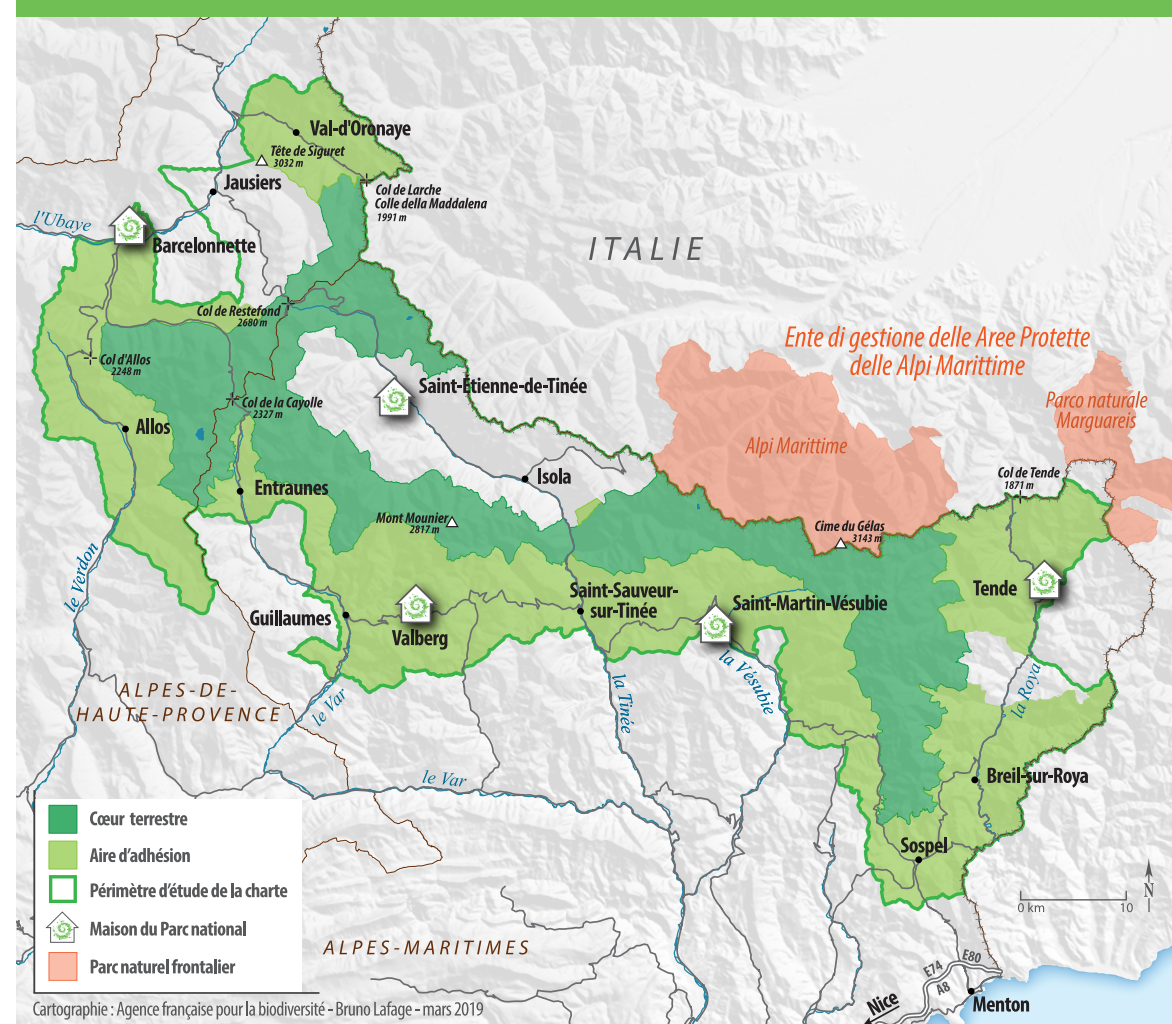 Val-d'Oronaye
Tête de Siguret
3032 m
Jausiers
Col de Larche
Colle della Maddalena
1991 m
l'Ubaye
Barcelonnette
ITALIE
Col de Restefond
2680 m
Ente di gestione delle Aree Protette
delle Alpi Marittime
Col d'Allos
2248 m
Saint-Étienne-de-Tinée
Parco naturale
Marguareis
Col de la Cayolle
2327 m
Allos
Alpi Marittime
Isola
Col de Tende
1871 m
Entraunes
Mont Mounier
2817 m
Cime du Gélas
3143 m
le Verdon
Saint-Sauveur-
sur-Tinée
Saint-Martin-Vésubie
Tende
Guillaumes
Valberg
la Vésubie
la Roya
la Tinée
ALPES-DE-
HAUTE-PROVENCE
le Var
le Var
Breil-sur-Roya
Cœur terrestre
Aire d'adhésion
Sospel
Périmètre d'étude de la charte
N
0 km 10
Maison du Parc national
ALPES-MARITIMES
Parc naturel frontalier
E74
E80
A8
Nice
Menton
Cartographie : Agence française pour la biodiversité - Bruno Lafage - mars 2019